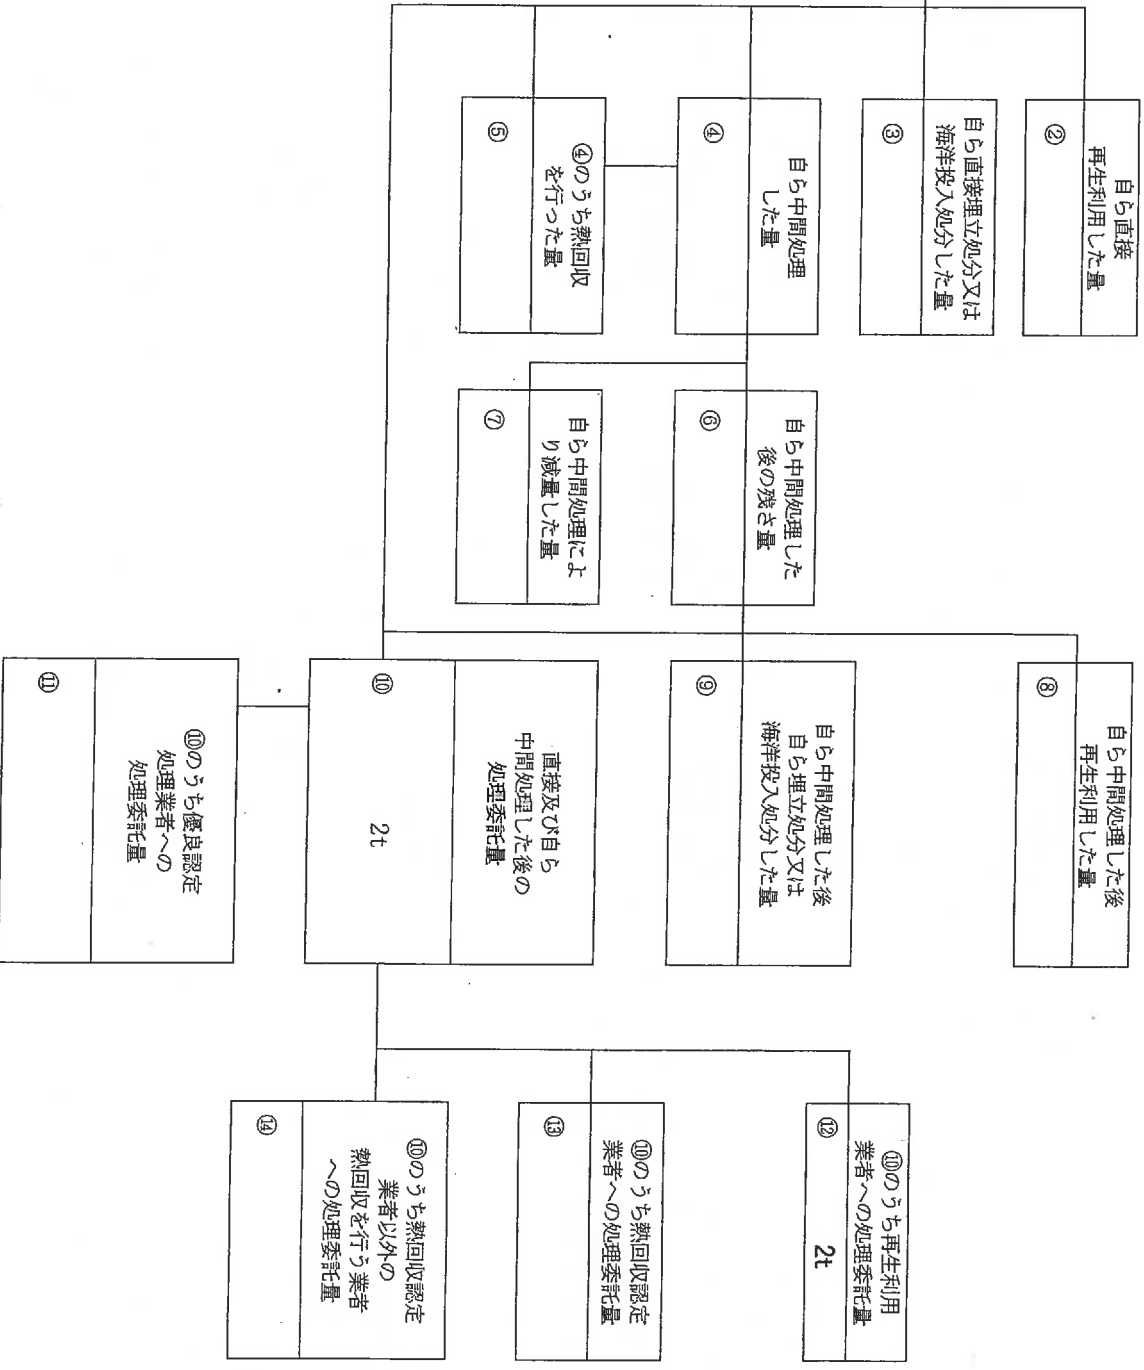 自ら直接
再生利用した量
②
自ら直接埋立処分又は
海洋投入処分した量
③
自ら中間処理
した量
④
④のうち熱回収
を行った量
⑤
自ら中間処理した
後の残さ量
⑥
自ら中間処理によ
り減量した量
⑦
自ら中間処理した後
再生利用した量
⑧
自ら中間処理した後
自ら埋立処分又は
海洋投入処分した量
⑨
直接及び自ら
中間処理した後の
処理委託量
⑩
2t
⑩のうち優良認定
処理業者への
処理委託量
⑪
⑩のうち再生利用
業者への処理委託量
⑫
2t
⑩のうち熱回収認定
業者への処理委託量
⑬
⑩のうち熱回収認定
業者以外の
熱回収を行う業者
への処理委託量
⑭